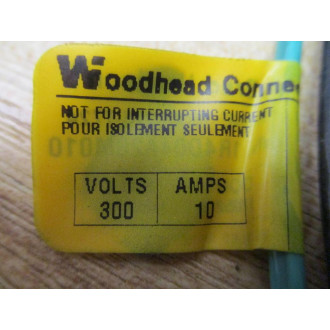 Woodhead Conne
NOT FOR INTERRUPTING CURRENT
POUR ISOLEMENT SEULEMENT
VOLTS AMPS
300 10